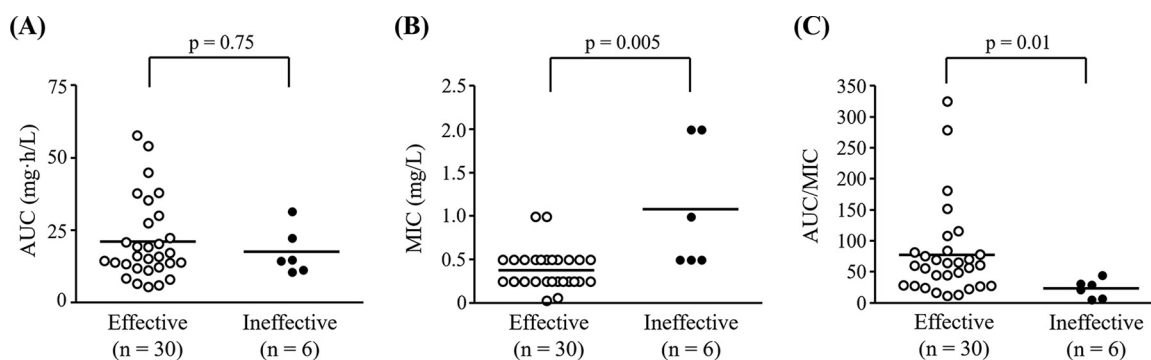 (A)
p = 0.75
AUC (mg·h/L)
75
50
25
0
Effective
(n = 30)
Ineffective
(n = 6)
(B)
p = 0.005
MIC (mg/L)
2.5
2.0
1.5
1.0
0.5
0
Effective
(n = 30)
Ineffective
(n = 6)
(C)
p = 0.01
AUC/MIC
350
300
250
200
150
100
50
0
Effective
(n = 30)
Ineffective
(n = 6)